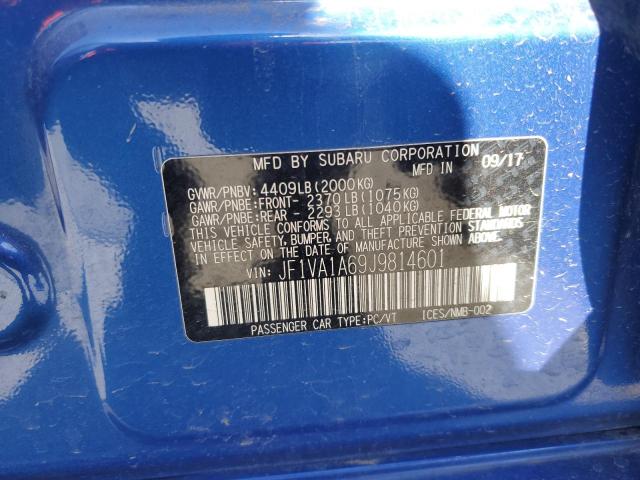 MFD BY SUBARU CORPORATION
MFD IN 09/17
GVWR/PNBV: 4409LB(2000KG)
GAWR/PNBE:FRONT- 2370LB(1075KG)
GAWR/PNBE:REAR - 2293LB(1040KG)
THIS VEHICLE CONFORMS TO ALL APPLICABLE FEDERAL MOTOR
VEHICLE SAFETY, BUMPER, AND THEFT PREVENTION STANDARDS
IN EFFECT ON THE DATE OF MANUFACTURE SHOWN ABOVE.
VIN: JF1VA1A69J9814601
PASSENGER CAR TYPE:PC/VT ICES/NMB-002